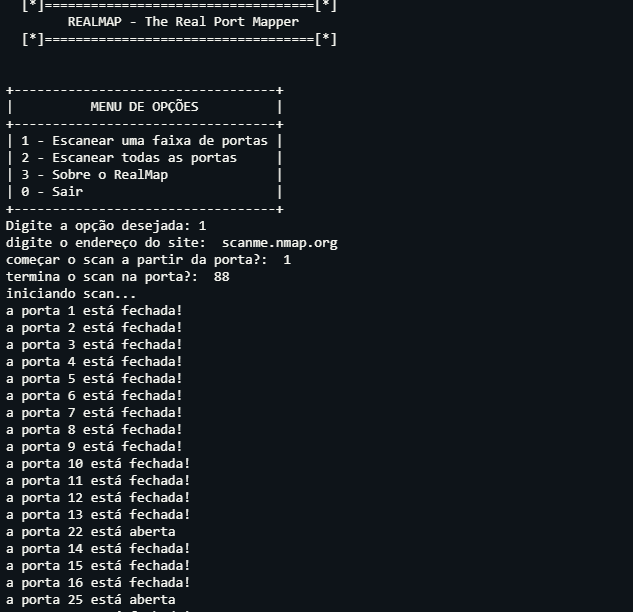 [*]===================================[*]
REALMAP - The Real Port Mapper
[*]===================================[*]
+----------------------------------+
| MENU DE OPÇÕES |
+----------------------------------+
| 1 - Escanear uma faixa de portas |
| 2 - Escanear todas as portas |
| 3 - Sobre o RealMap |
| 0 - Sair |
+----------------------------------+
Digite a opção desejada: 1
digite o endereço do site:  scanme.nmap.org
começar o scan a partir da porta?:  1
termina o scan na porta?:  88
iniciando scan...
a porta 1 está fechada!
a porta 2 está fechada!
a porta 3 está fechada!
a porta 4 está fechada!
a porta 5 está fechada!
a porta 6 está fechada!
a porta 7 está fechada!
a porta 8 está fechada!
a porta 9 está fechada!
a porta 10 está fechada!
a porta 11 está fechada!
a porta 12 está fechada!
a porta 13 está fechada!
a porta 22 está aberta
a porta 14 está fechada!
a porta 15 está fechada!
a porta 16 está fechada!
a porta 25 está aberta